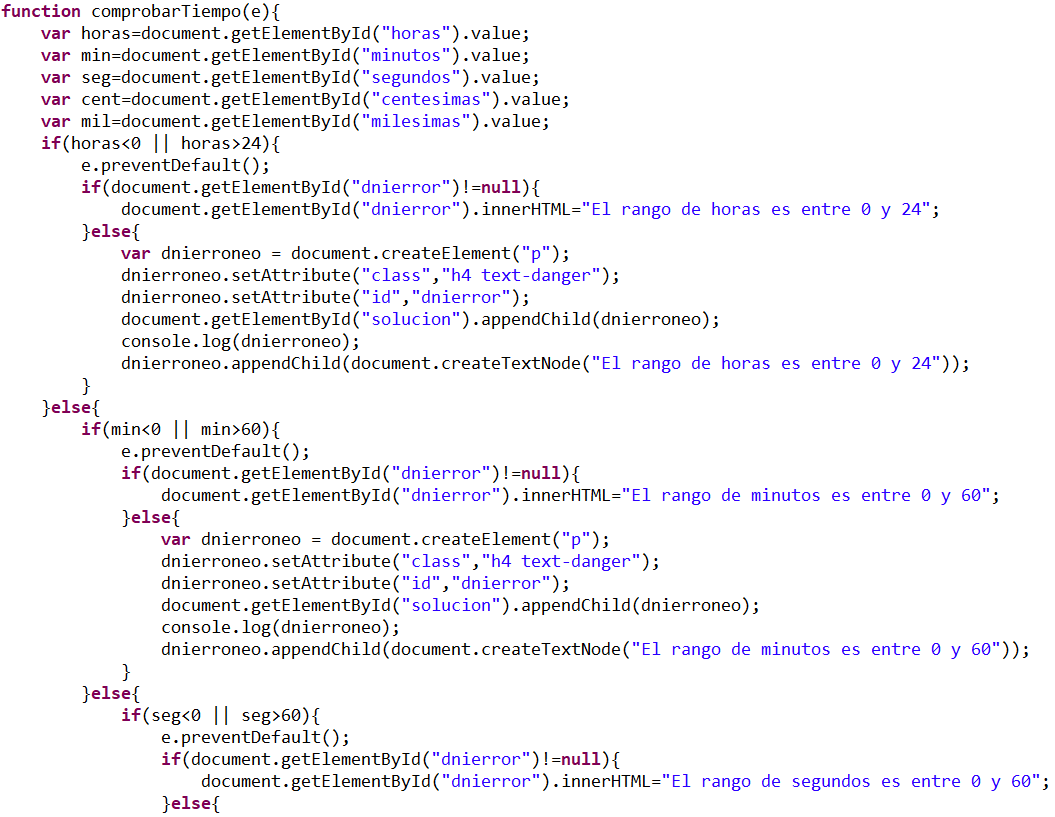 function comprobarTiempo(e){
    var horas=document.getElementById("horas").value;
    var min=document.getElementById("minutos").value;
    var seg=document.getElementById("segundos").value;
    var cent=document.getElementById("centesimas").value;
    var mil=document.getElementById("milesimas").value;
    if(horas<0 || horas>24){
        e.preventDefault();
        if(document.getElementById("dnierror")!=null){
            document.getElementById("dnierror").innerHTML="El rango de horas es entre 0 y 24";
        }else{
            var dnierroneo = document.createElement("p");
            dnierroneo.setAttribute("class","h4 text-danger");
            dnierroneo.setAttribute("id","dnierror");
            document.getElementById("solucion").appendChild(dnierroneo);
            console.log(dnierroneo);
            dnierroneo.appendChild(document.createTextNode("El rango de horas es entre 0 y 24"));
        }
    }else{
        if(min<0 || min>60){
            e.preventDefault();
            if(document.getElementById("dnierror")!=null){
                document.getElementById("dnierror").innerHTML="El rango de minutos es entre 0 y 60";
            }else{
                var dnierroneo = document.createElement("p");
                dnierroneo.setAttribute("class","h4 text-danger");
                dnierroneo.setAttribute("id","dnierror");
                document.getElementById("solucion").appendChild(dnierroneo);
                console.log(dnierroneo);
                dnierroneo.appendChild(document.createTextNode("El rango de minutos es entre 0 y 60"));
            }
        }else{
            if(seg<0 || seg>60){
                e.preventDefault();
                if(document.getElementById("dnierror")!=null){
                    document.getElementById("dnierror").innerHTML="El rango de segundos es entre 0 y 60";
                }else{